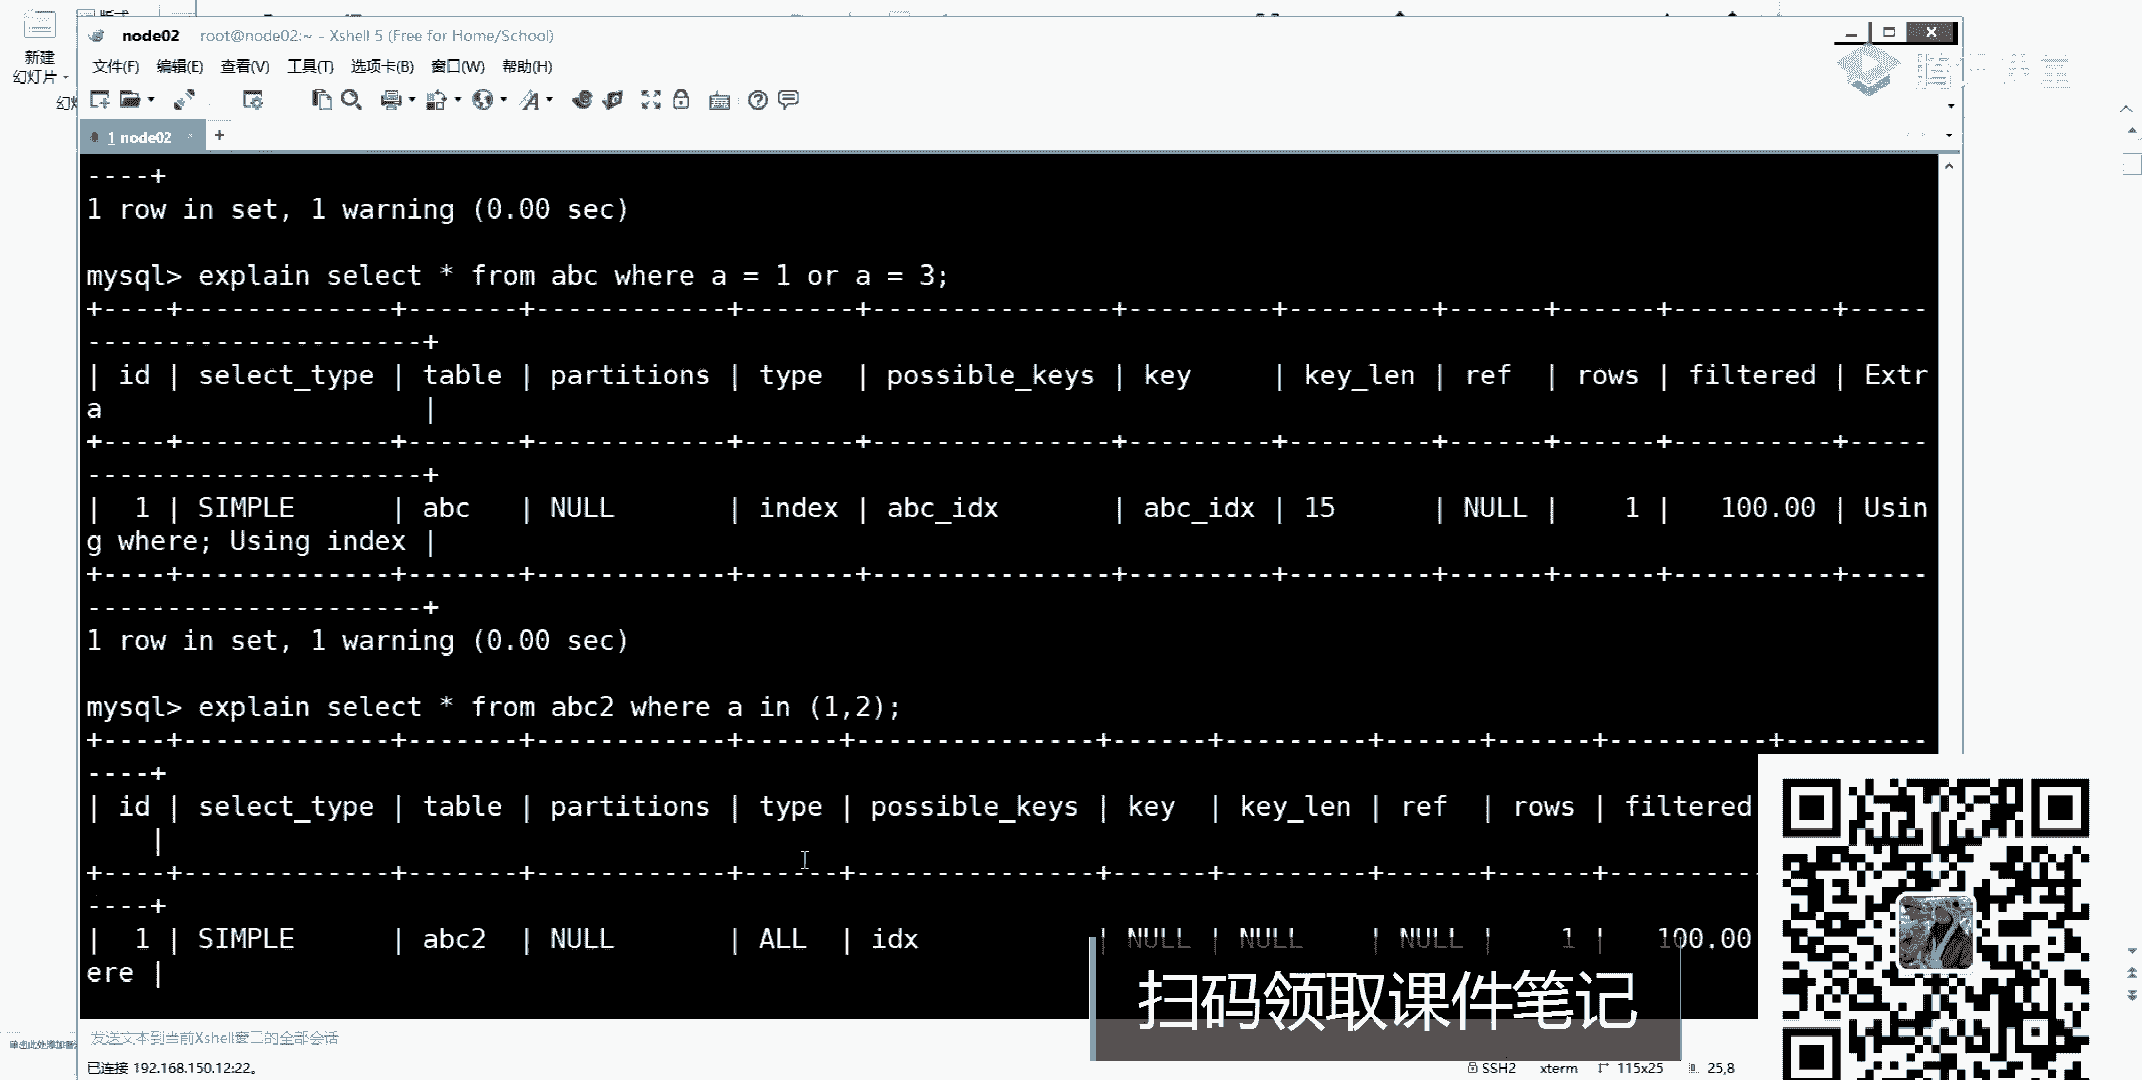 新建
幻灯片
幻灯
版式
node02 root@node02:~ - Xshell 5 (Free for Home/School)
文件(F) 编辑(E) 查看(V) 工具(T) 选项卡(B) 窗口(W) 帮助(H)
1 node02 × +
----+
1 row in set, 1 warning (0.00 sec)
mysql> explain select * from abc where a = 1 or a = 3;
+----+-------------+-------+------------+-------+---------------+---------+---------+------+------+----------+-----
---------------------+
| id | select_type | table | partitions | type  | possible_keys | key     | key_len | ref  | rows | filtered | Extr
a                    |
+----+-------------+-------+------------+-------+---------------+---------+---------+------+------+----------+-----
---------------------+
|  1 | SIMPLE      | abc   | NULL       | index | abc_idx       | abc_idx | 15      | NULL |    1 |   100.00 | Usin
g where; Using index |
+----+-------------+-------+------------+-------+---------------+---------+---------+------+------+----------+-----
---------------------+
1 row in set, 1 warning (0.00 sec)
mysql> explain select * from abc2 where a in (1,2);
+----+-------------+-------+------------+------+---------------+------+---------+------+------+----------+---------
----+
| id | select_type | table | partitions | type | possible_keys | key  | key_len | ref  | rows | filtered
    |
+----+-------------+-------+------------+------+---------------+------+---------+------+------+----------
----+
|  1 | SIMPLE      | abc2  | NULL       | ALL  | idx           | NULL | NULL    | NULL |    1 |   100.00
ere |
扫码领取课件笔记
发送文本到当前Xshell窗口的全部会话
已连接 192.168.150.12:22。 SSH2 xterm 115x25 25,8